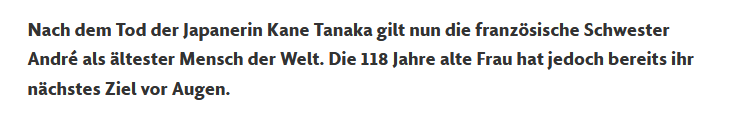 Nach dem Tod der Japanerin Kane Tanaka gilt nun die französische Schwester
André als ältester Mensch der Welt. Die 118 Jahre alte Frau hat jedoch bereits ihr
nächstes Ziel vor Augen.